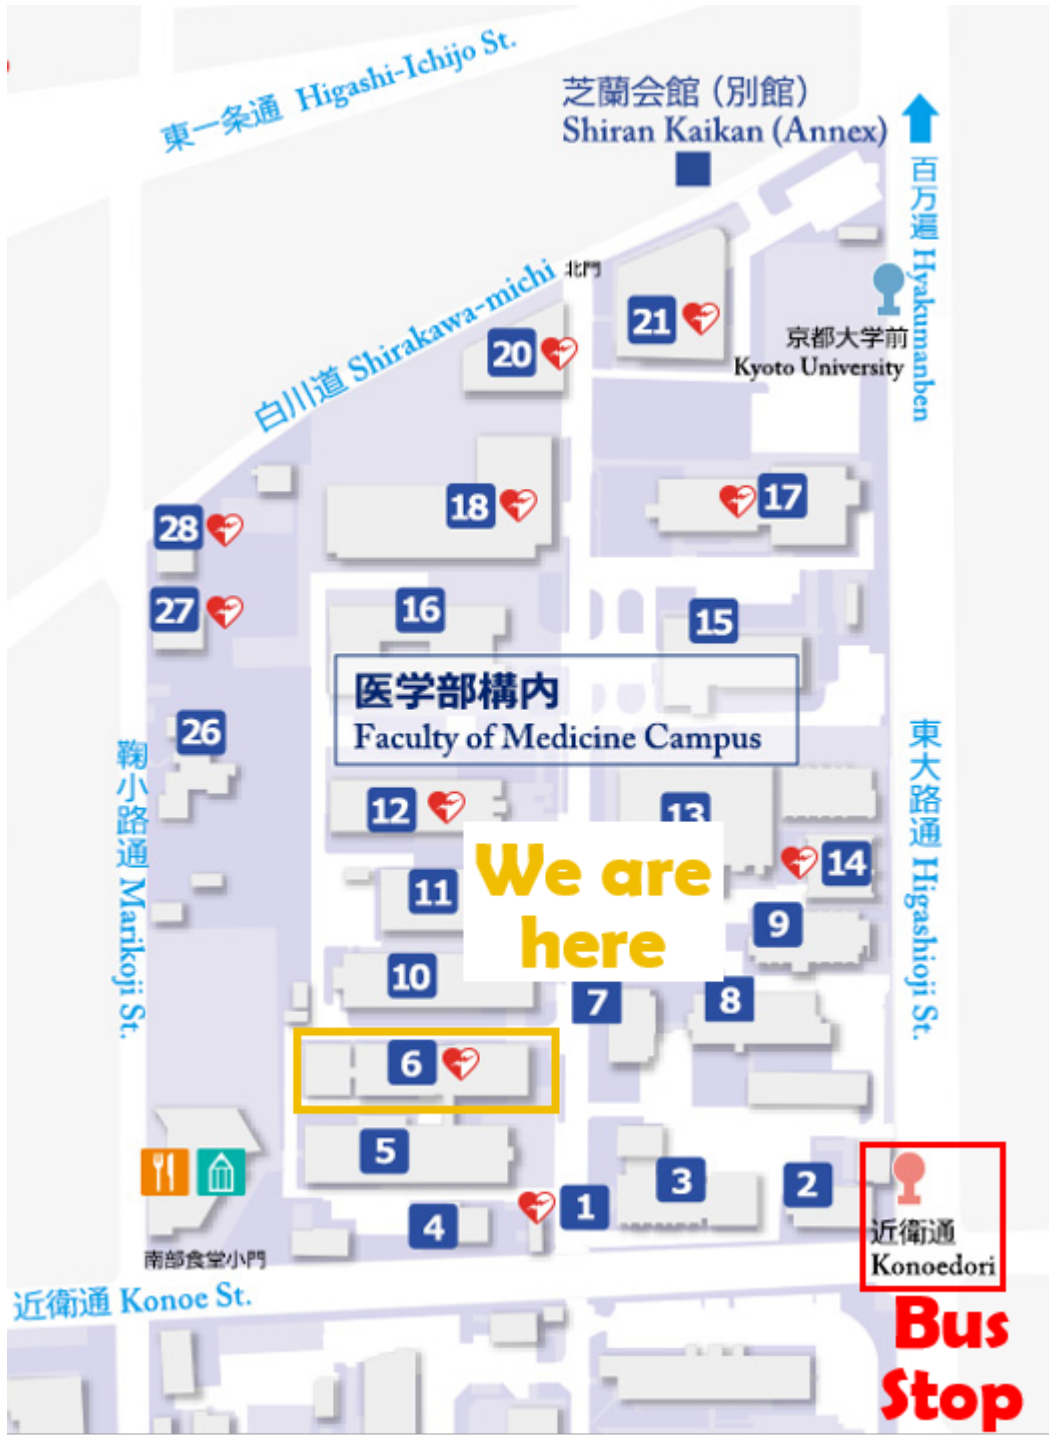 東一条通 Higashi-Ichijo St.
芝蘭会館（別館）
Shiran Kaikan (Annex)
百万遍 Hyakumanben
北門
白川道 Shirakawa-michi
21
20
京都大学前
Kyoto University
18
17
28
27
16
15
医学部構内
Faculty of Medicine Campus
26
鞠小路通 Marikoji St.
東大路通 Higashioji St.
12
13
We are
here
14
11
9
10
7
8
6
5
3
2
1
4
近衛通
Konoedori
Bus
Stop
南部食堂小門
近衛通 Konoe St.